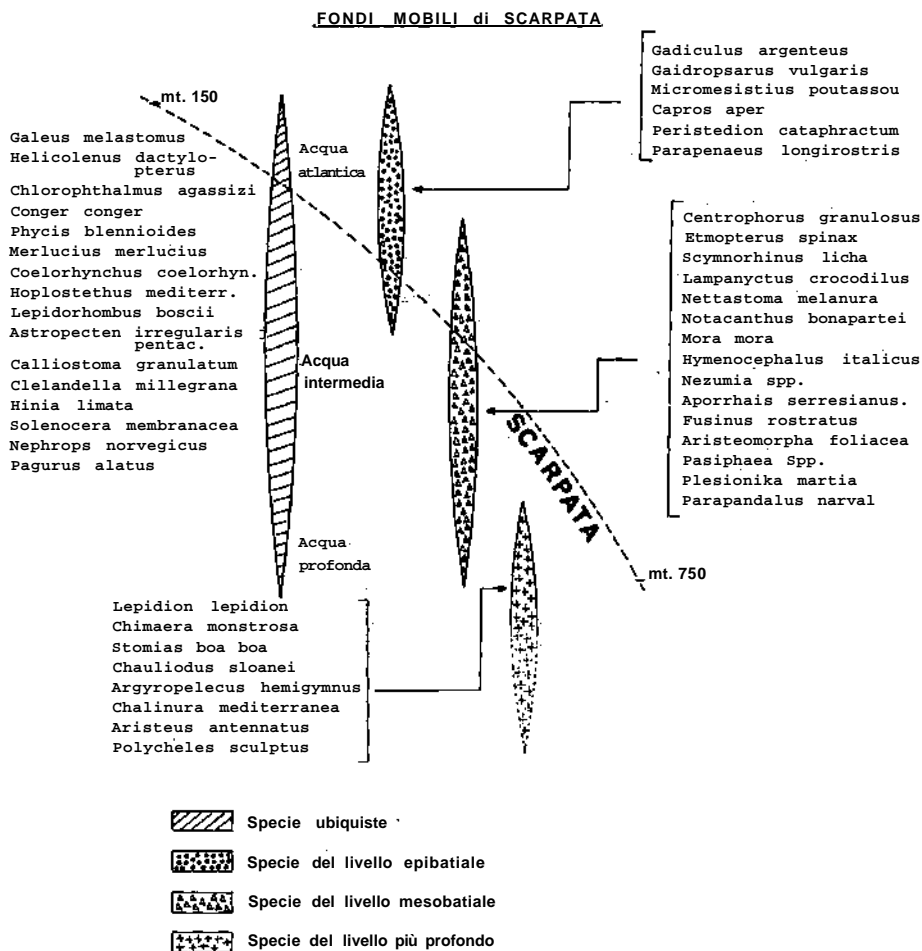 FONDI MOBILI di SCARPATA
Gadiculus argenteus
Gaidropsarus vulgaris
Micromesistius poutassou
Capros aper
Peristedion cataphractum
Parapenaeus longirostris
mt. 150
Galeus melastomus
Helicolenus dactylo-
pterus
Chlorophthalmus agassizi
Conger conger
Phycis blennioides
Merlucius merlucius
Coelorhynchus coelorhyn.
Hoplostethus mediterr.
Lepidorhombus boscii
Astropecten irregularis
pentac.
Calliostoma granulatum
Clelandella millegrana
Hinia limata
Solenocera membranacea
Nephrops norvegicus
Pagurus alatus
Acqua
atlantica
Acqua
intermedia
Acqua
profonda
Centrophorus granulosus
Etmopterus spinax
Scymnorhinus licha
Lampanyctus crocodilus
Nettastoma melanura
Notacanthus bonapartei
Mora mora
Hymenocephalus italicus
Nezumia spp.
Aporrhais serresianus.
Fusinus rostratus
Aristeomorpha foliacea
Pasiphaea Spp.
Plesionika martia
Parapandalus narval
SCARPATA
mt. 750
Lepidion lepidion
Chimaera monstrosa
Stomias boa boa
Chauliodus sloanei
Argyropelecus hemigymnus
Chalinura mediterranea
Aristeus antennatus
Polycheles sculptus
Specie ubiquiste
Specie del livello epibatiale
Specie del livello mesobatiale
Specie del livello più profondo